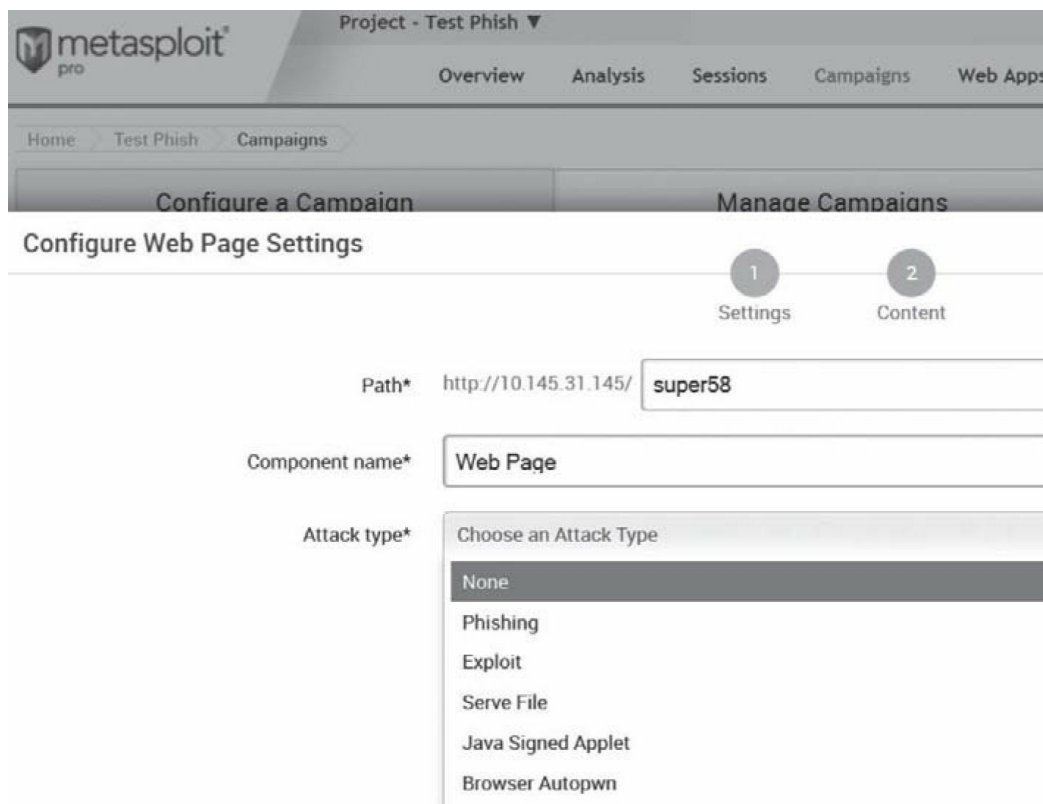 Project - Test Phish ▼
metasploit®
pro
Overview Analysis Sessions Campaigns Web Apps
Home Test Phish Campaigns
Configure a Campaign Manage Campaigns
Configure Web Page Settings
1 2
Settings Content
Path* http://10.145.31.145/ super58
Component name* Web Page
Attack type* Choose an Attack Type
None
Phishing
Exploit
Serve File
Java Signed Applet
Browser Autopwn